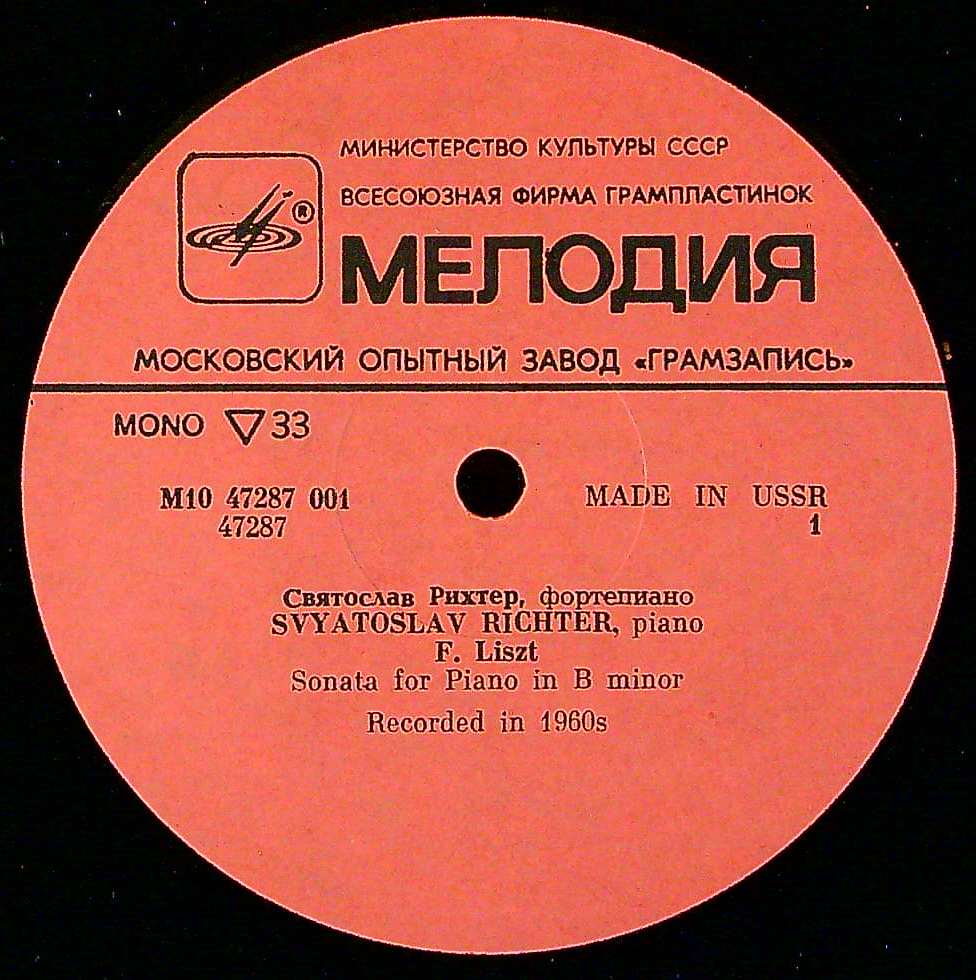 МИНИСТЕРСТВО КУЛЬТУРЫ СССР
ВСЕСОЮЗНАЯ ФИРМА ГРАМПЛАСТИНОК
®
МЕЛОДИЯ
МОСКОВСКИЙ ОПЫТНЫЙ ЗАВОД «ГРАМЗАПИСЬ»
MONO ▽ 33
М10 47287 001
MADE IN USSR
47287
1
Святослав Рихтер, фортепиано
SVYATOSLAV RICHTER, piano
F. Liszt
Sonata for Piano in B minor
Recorded in 1960s